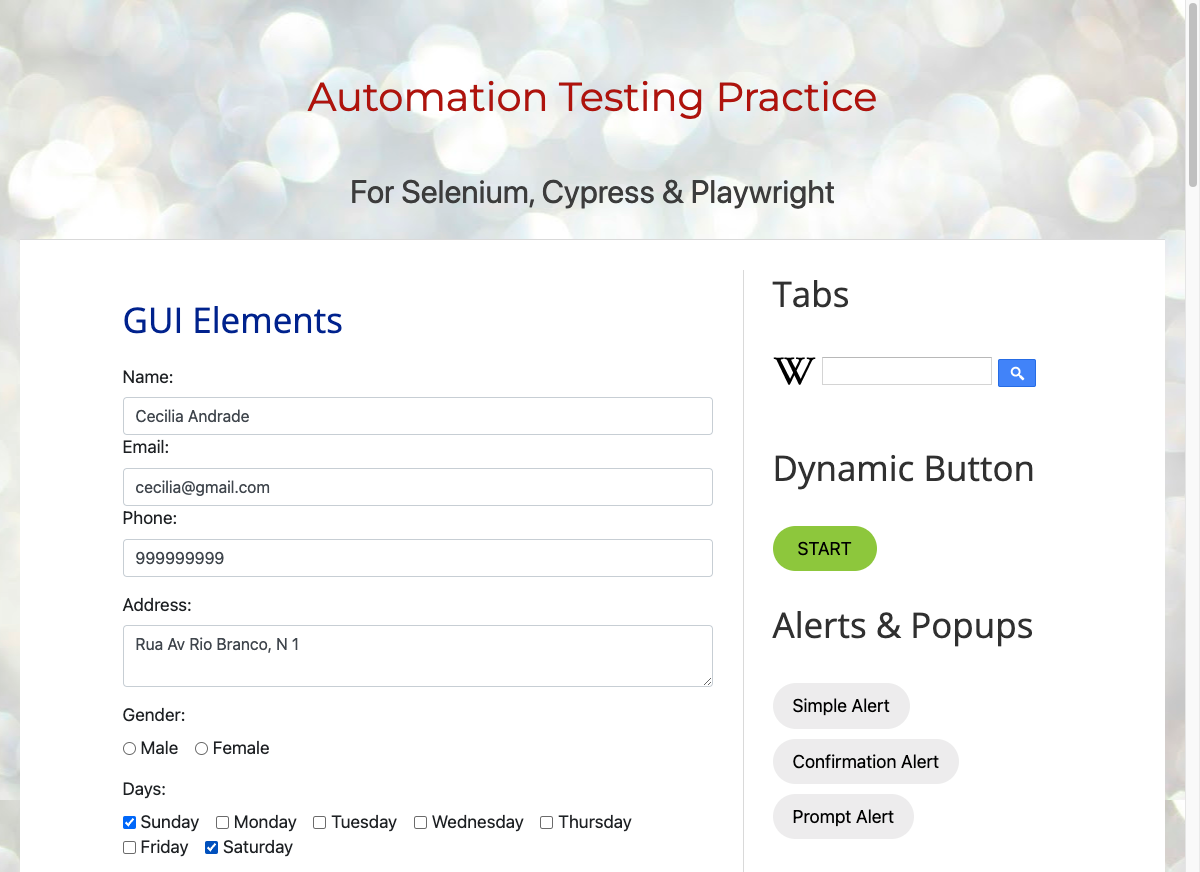 Automation Testing Practice
For Selenium, Cypress & Playwright
GUI Elements
Name:
Cecilia Andrade
Email:
cecilia@gmail.com
Phone:
999999999
Address:
Rua Av Rio Branco, N 1
Gender:
Male Female
Days:
Sunday Monday Tuesday Wednesday Thursday
Friday Saturday
Tabs
W
Dynamic Button
START
Alerts & Popups
Simple Alert
Confirmation Alert
Prompt Alert